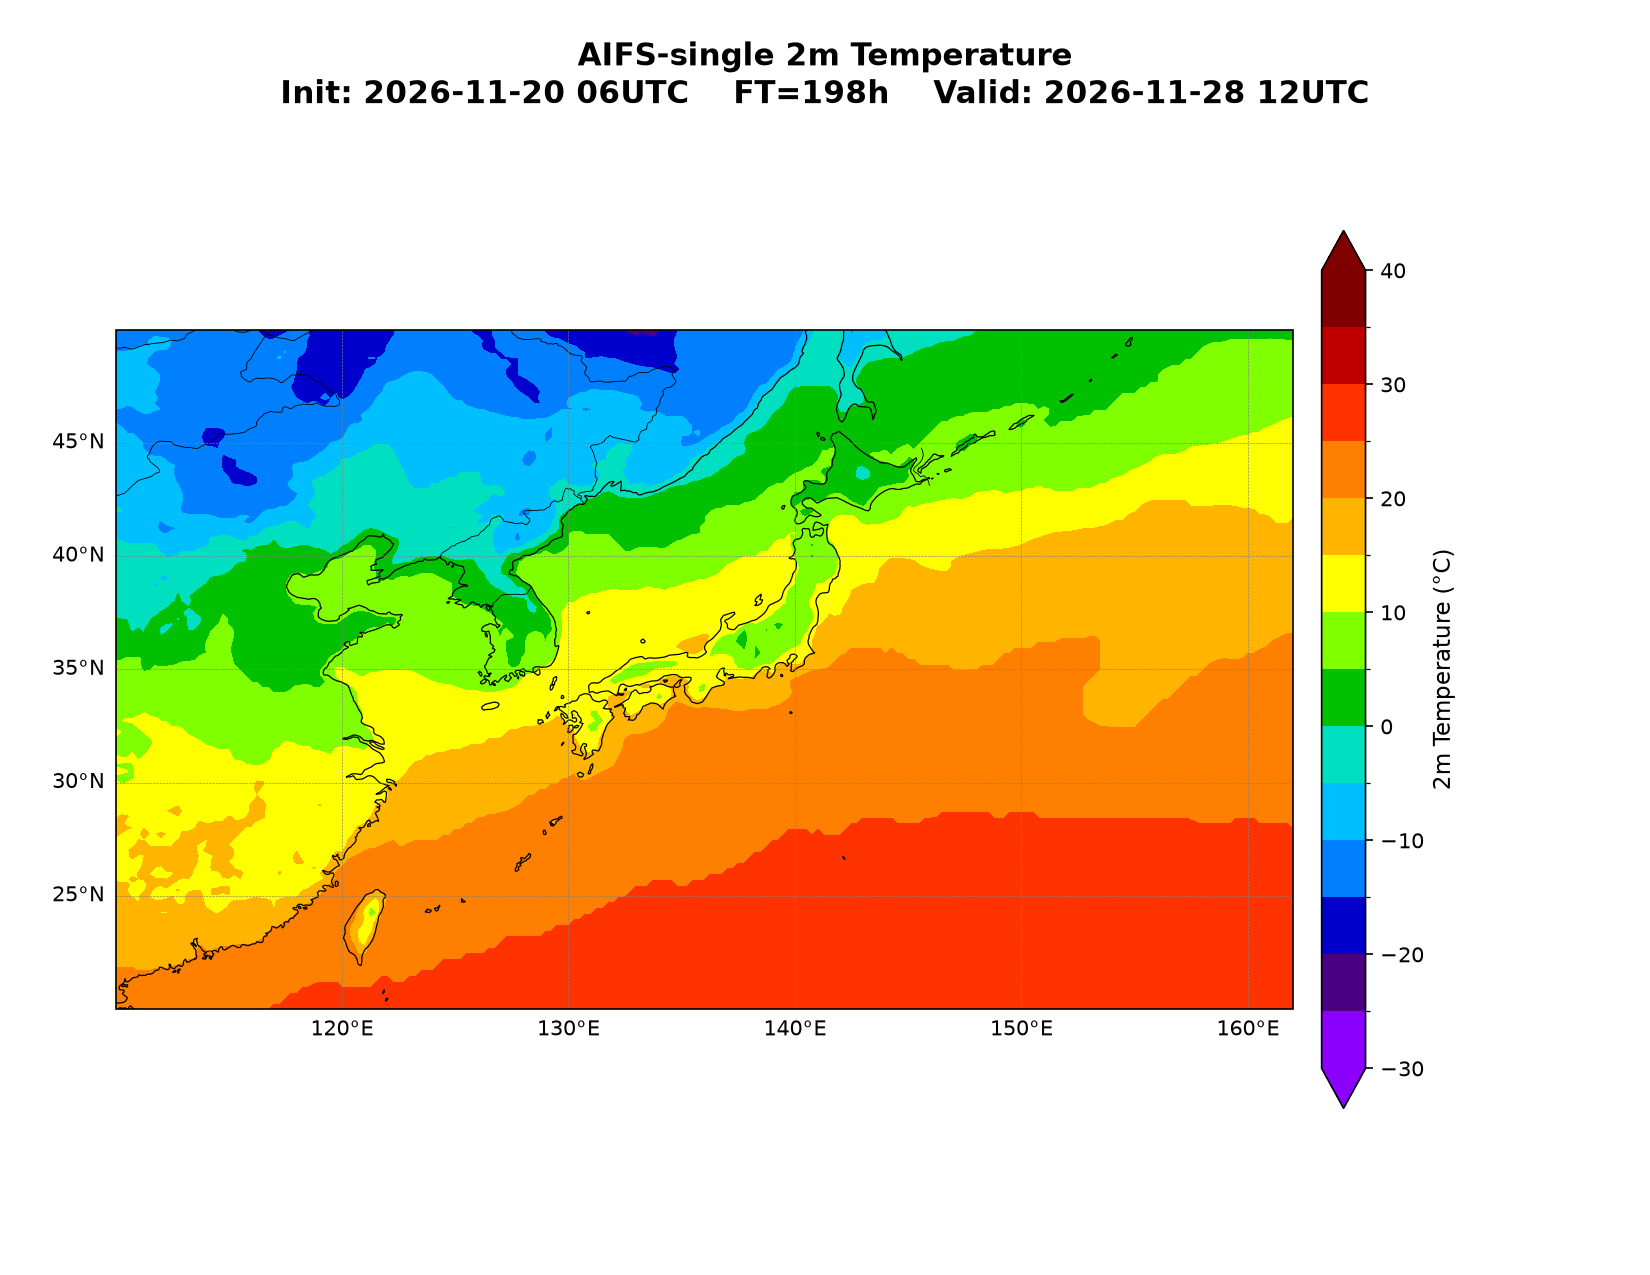 AIFS-single 2m Temperature
Init: 2026-11-20 06UTC    FT=198h    Valid: 2026-11-28 12UTC
40
30
20
10
0
−10
−20
−30
2m Temperature (°C)
45°N
40°N
35°N
30°N
25°N
120°E
130°E
140°E
150°E
160°E